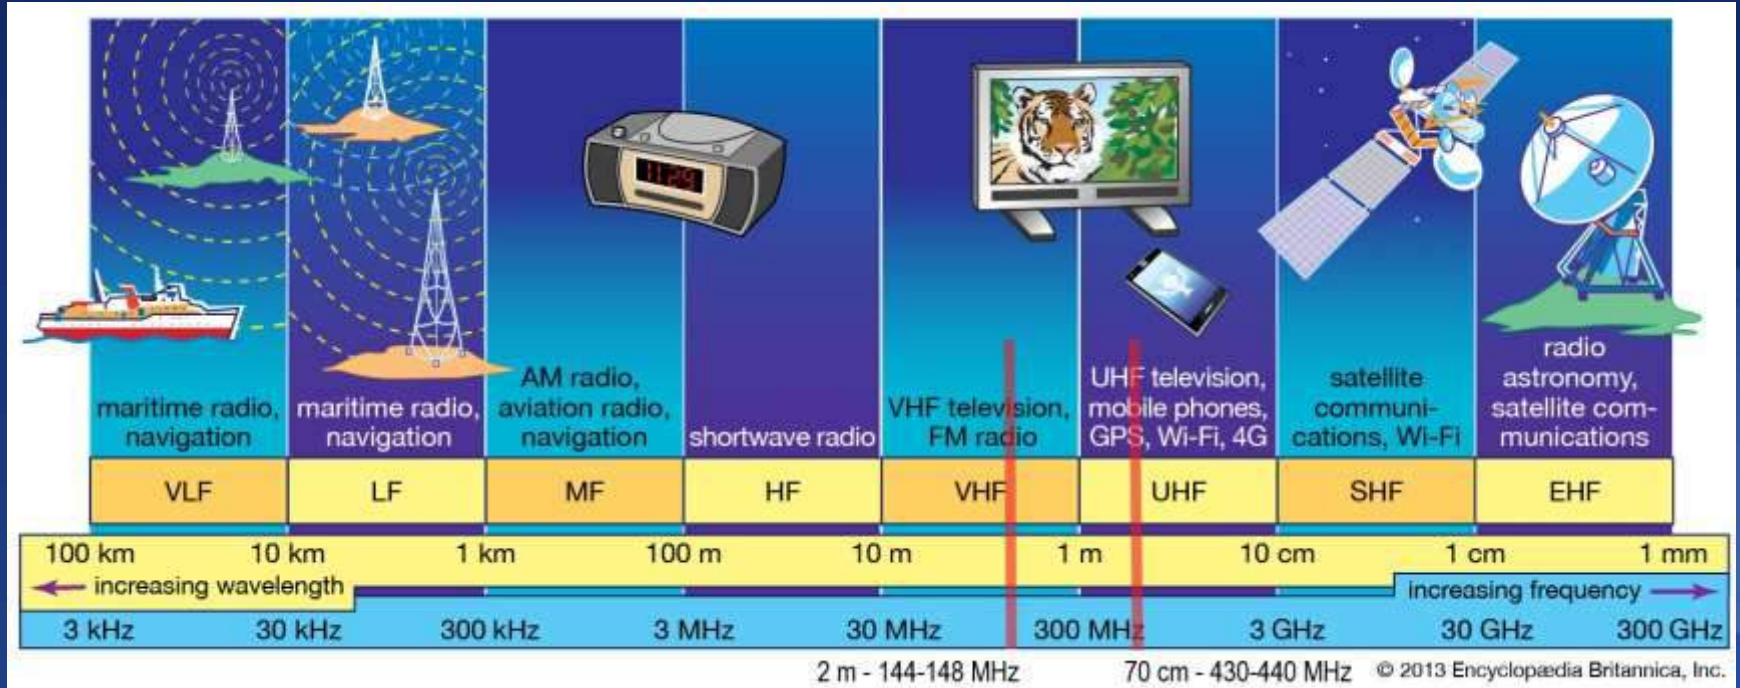 11:29
maritime radio,
navigation
maritime radio,
navigation
AM radio,
aviation radio,
navigation
shortwave radio
VHF television,
FM radio
UHF television,
mobile phones,
GPS, Wi-Fi, 4G
satellite
communi-
cations, Wi-Fi
radio
astronomy,
satellite com-
munications
VLF LF MF HF VHF UHF SHF EHF
100 km 10 km 1 km 100 m 10 m 1 m 10 cm 1 cm 1 mm
increasing wavelength increasing frequency
3 kHz 30 kHz 300 kHz 3 MHz 30 MHz 300 MHz 3 GHz 30 GHz 300 GHz
2 m - 144-148 MHz 70 cm - 430-440 MHz © 2013 Encyclopædia Britannica, Inc.